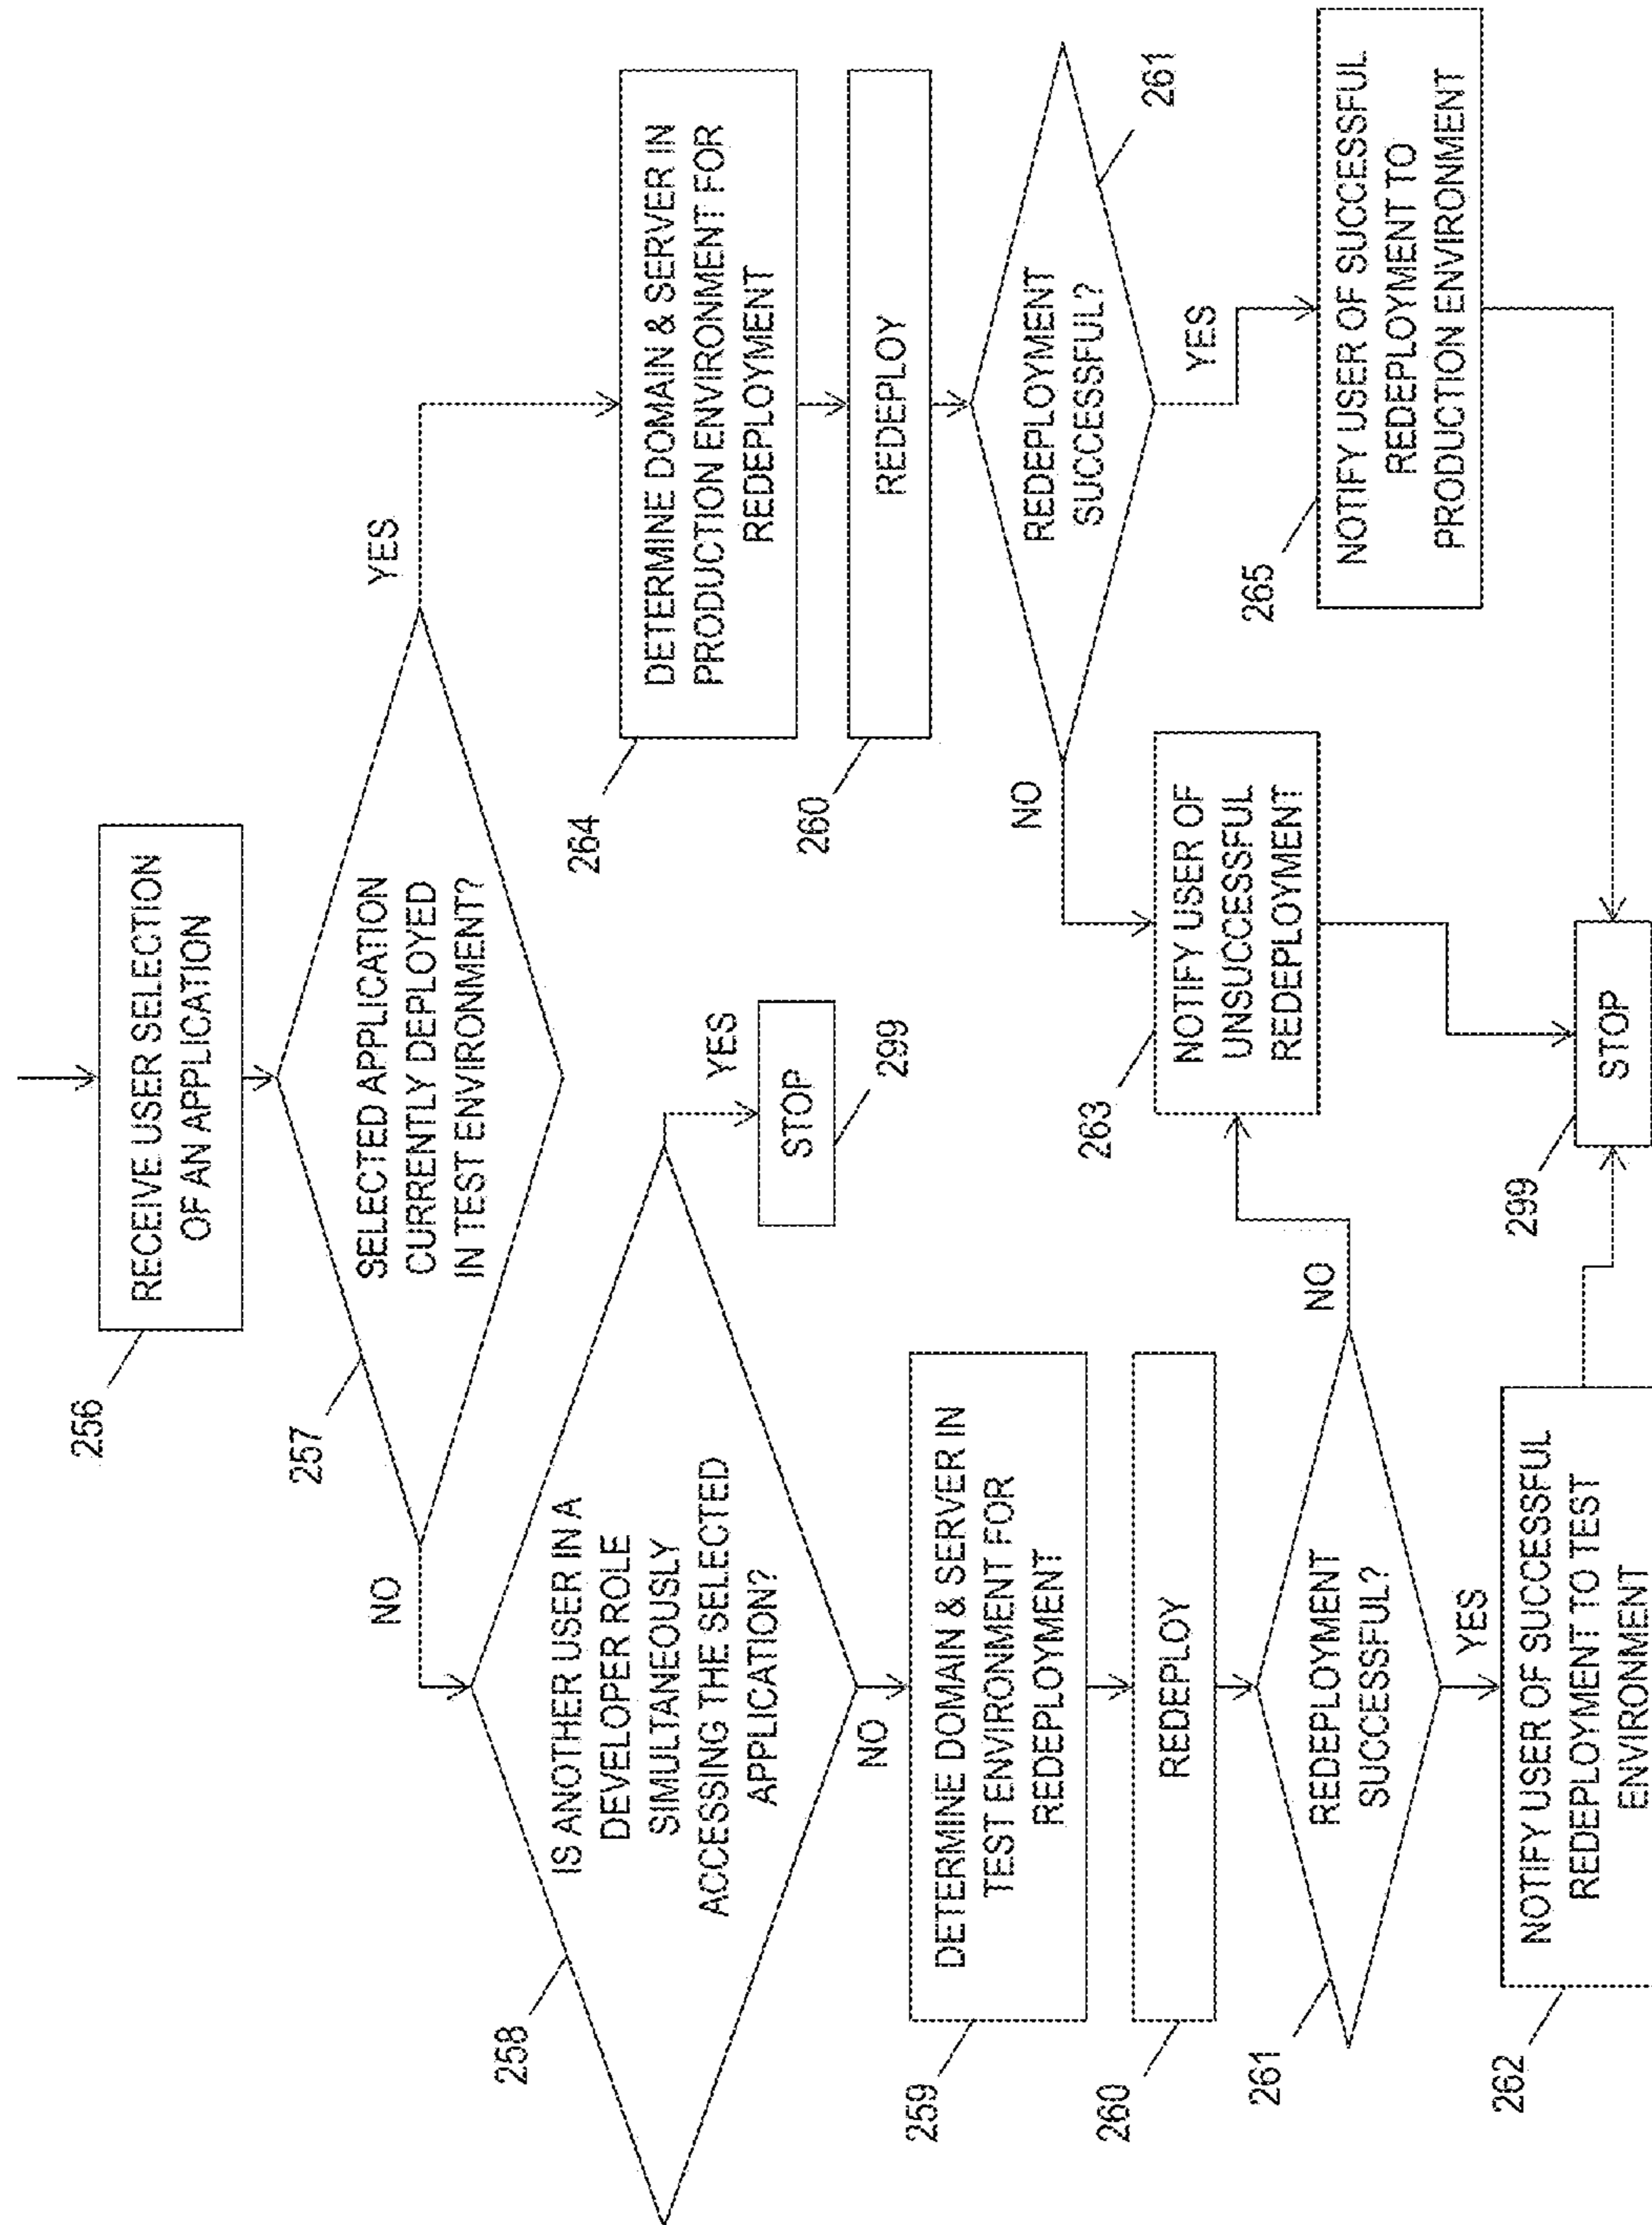 RECEIVE USER SELECTION
OF AN APPLICATION
256
SELECTED APPLICATION
CURRENTLY DEPLOYED
IN TEST ENVIRONMENT?
257
NO
YES
IS ANOTHER USER IN A
DEVELOPER ROLE
SIMULTANEOUSLY
ACCESSING THE SELECTED
APPLICATION?
258
YES
STOP
299
NO
DETERMINE DOMAIN & SERVER IN
TEST ENVIRONMENT FOR
REDEPLOYMENT
259
REDEPLOY
260
REDEPLOYMENT
SUCCESSFUL?
261
NO
YES
NOTIFY USER OF SUCCESSFUL
REDEPLOYMENT TO TEST
ENVIRONMENT
262
DETERMINE DOMAIN & SERVER IN
PRODUCTION ENVIRONMENT FOR
REDEPLOYMENT
264
REDEPLOY
260
REDEPLOYMENT
SUCCESSFUL?
261
NO
YES
NOTIFY USER OF
UNSUCCESSFUL
REDEPLOYMENT
263
NOTIFY USER OF SUCCESSFUL
REDEPLOYMENT TO
PRODUCTION ENVIRONMENT
265
STOP
299